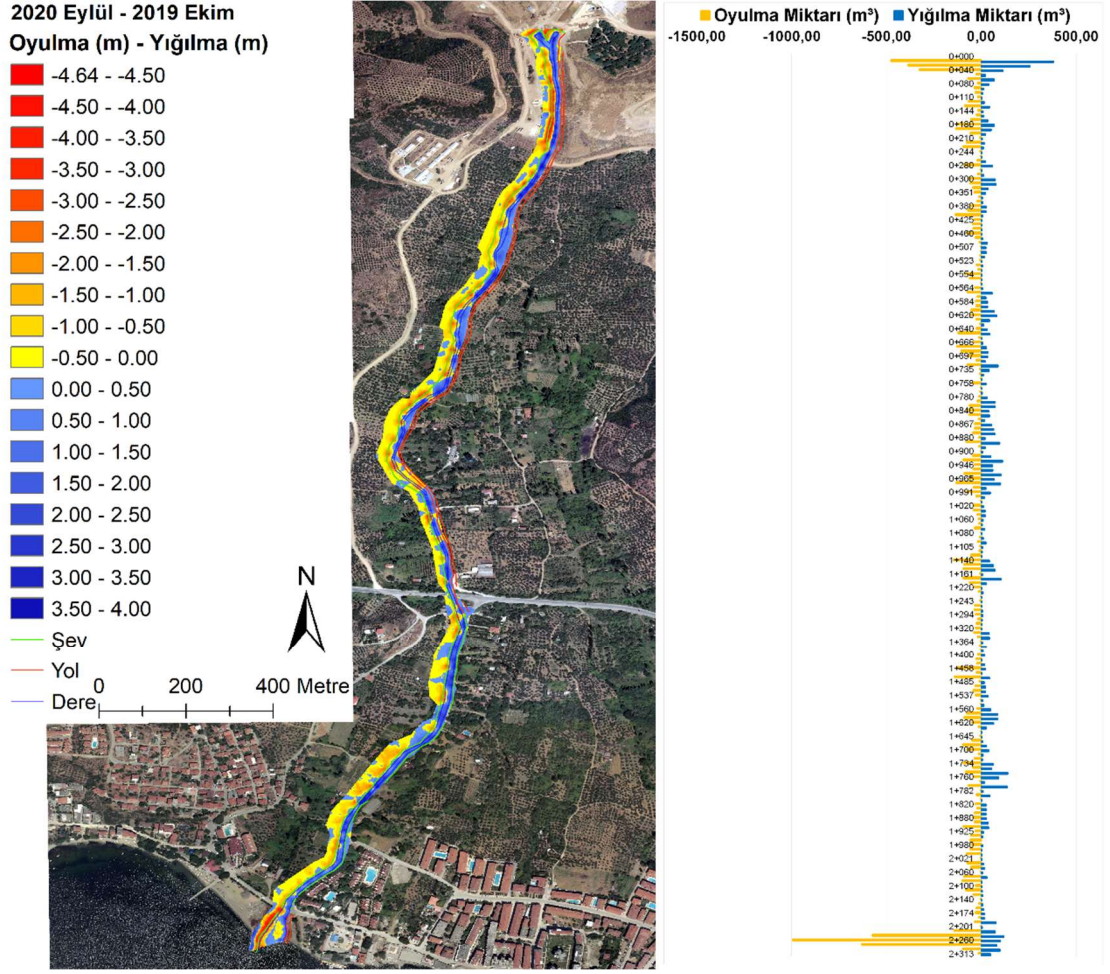 2020 Eylül - 2019 Ekim
Oyulma (m) - Yığılma (m)
-4.64 - -4.50
-4.50 - -4.00
-4.00 - -3.50
-3.50 - -3.00
-3.00 - -2.50
-2.50 - -2.00
-2.00 - -1.50
-1.50 - -1.00
-1.00 - -0.50
-0.50 - 0.00
0.00 - 0.50
0.50 - 1.00
1.00 - 1.50
1.50 - 2.00
2.00 - 2.50
2.50 - 3.00
3.00 - 3.50
3.50 - 4.00
Şev
Yol
Dere
0 200 400 Metre
N
Oyulma Miktarı (m³) Yığılma Miktarı (m³)
-1500,00 -1000,00 -500,00 0,00 500,00
0+000
0+040
0+080
0+110
0+144
0+180
0+210
0+244
0+280
0+300
0+351
0+380
0+425
0+460
0+507
0+523
0+554
0+564
0+584
0+620
0+640
0+666
0+697
0+735
0+758
0+780
0+840
0+867
0+880
0+900
0+946
0+965
0+991
1+020
1+060
1+080
1+105
1+140
1+161
1+220
1+243
1+294
1+320
1+364
1+400
1+458
1+485
1+537
1+560
1+620
1+645
1+700
1+734
1+760
1+782
1+820
1+880
1+925
1+980
2+021
2+060
2+100
2+140
2+174
2+201
2+260
2+313